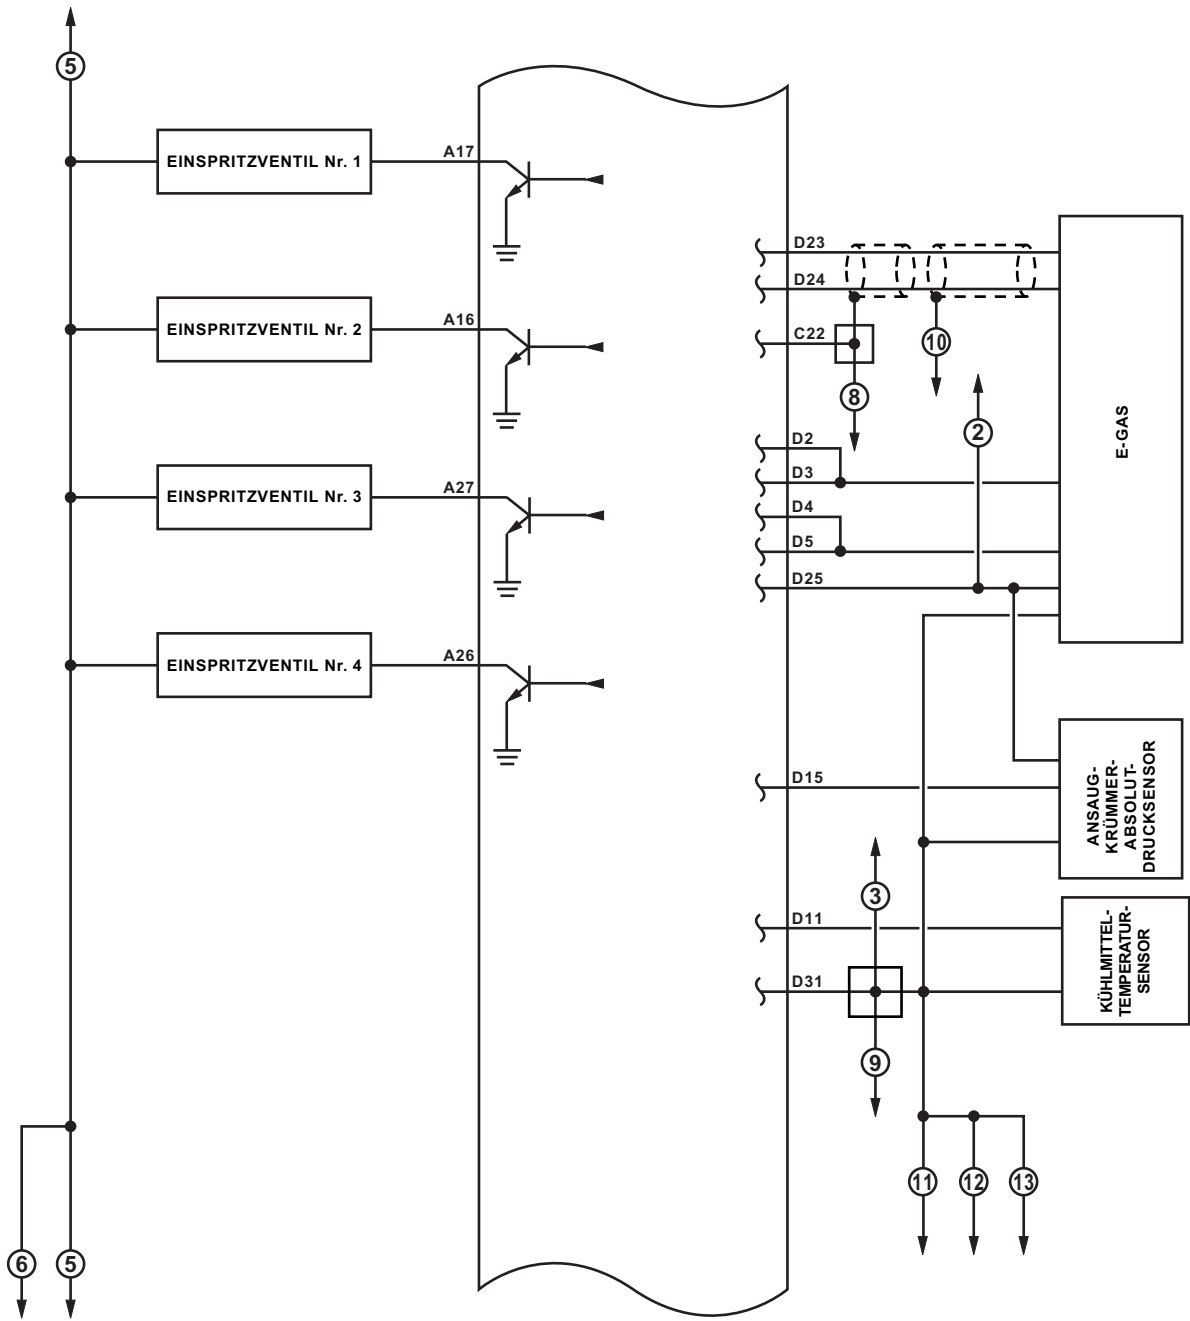 5
EINSPRITZVENTIL Nr. 1
A17
EINSPRITZVENTIL Nr. 2
A16
EINSPRITZVENTIL Nr. 3
A27
EINSPRITZVENTIL Nr. 4
A26
6
5
D23
D24
C22
10
8
2
D2
D3
D4
D5
D25
E-GAS
D15
ANSAUG-
KRÜMMER-
ABSOLUT-
DRUCKSENSOR
3
D11
D31
KÜHLMITTEL-
TEMPERATUR-
SENSOR
9
11
12
13